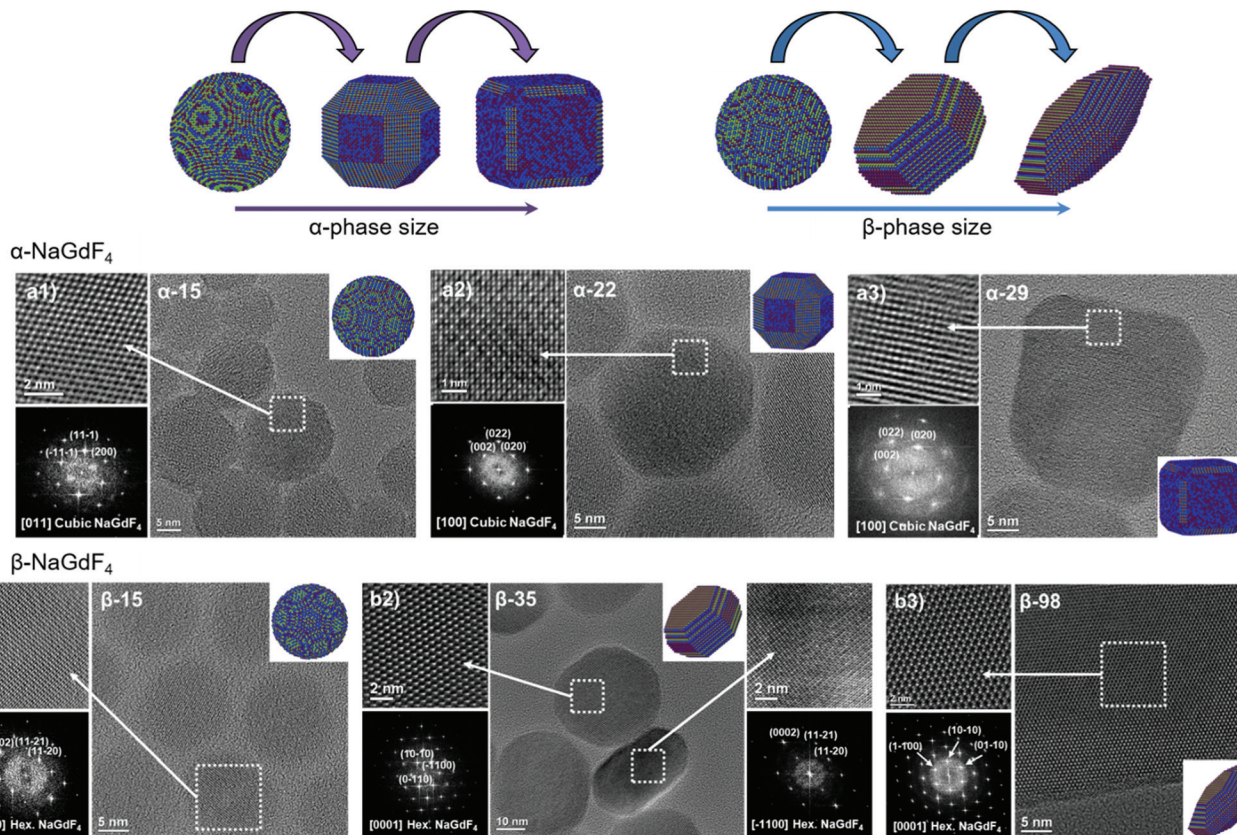 α-phase size
β-phase size
α-NaGdF₄
a1)
α-15
2 nm
(11-1)
(-11-1)
(200)
[011] Cubic NaGdF₄
5 nm
a2)
α-22
1 nm
(022)
(002)
(020)
[100] Cubic NaGdF₄
5 nm
a3)
α-29
1 nm
(022)
(020)
(002)
[100] Cubic NaGdF₄
5 nm
β-NaGdF₄
β-15
02)
(11-21)
(11-20)
0] Hex. NaGdF₄
5 nm
b2)
β-35
2 nm
(10-10)
(-1100)
(0-110)
[0001] Hex. NaGdF₄
10 nm
2 nm
(0002)
(11-21)
(11-20)
[-1100] Hex. NaGdF₄
b3)
β-98
2 nm
(10-10)
(1-100)
(01-10)
[0001] Hex. NaGdF₄
5 nm